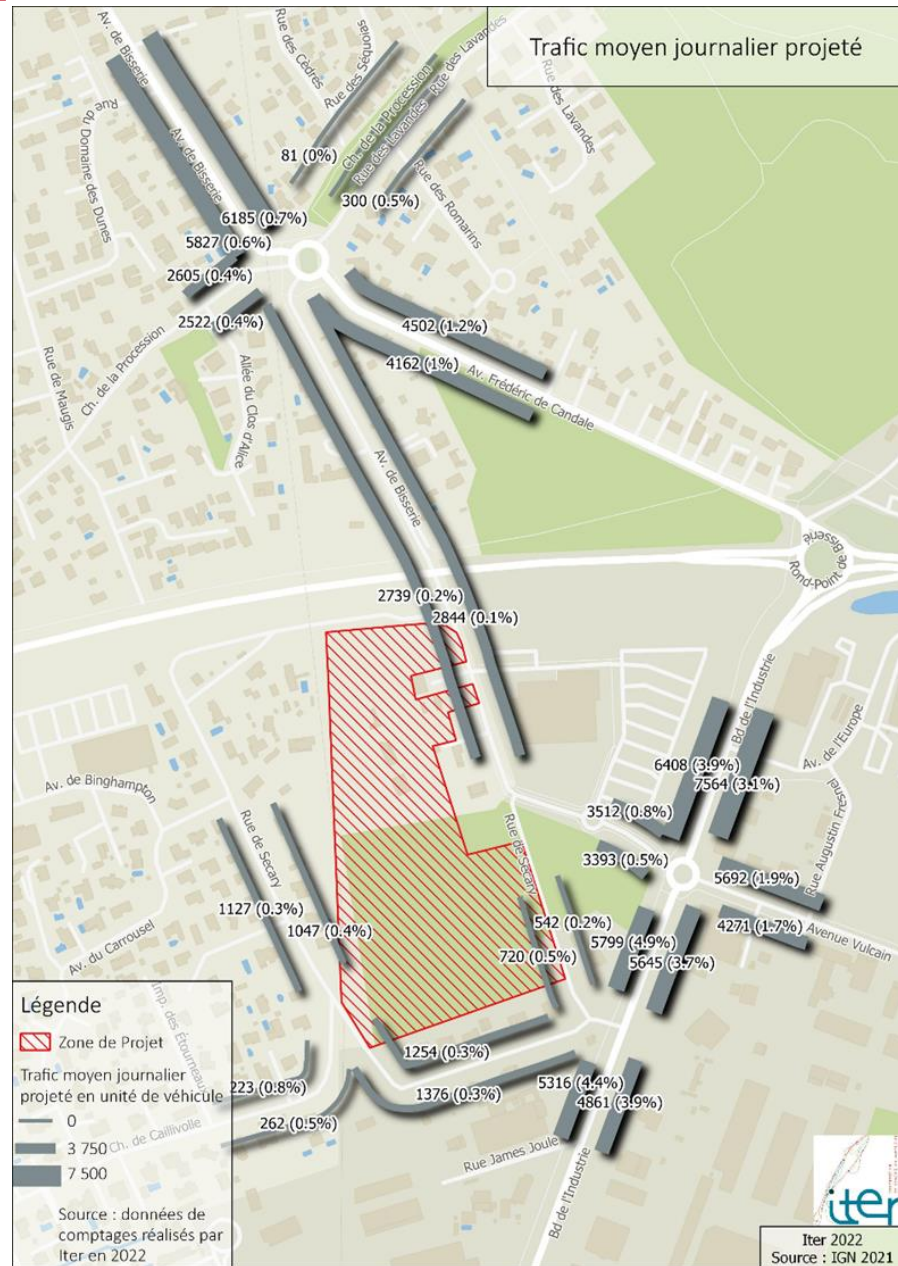 Trafic moyen journalier projeté
Av. de Bisserie
Rue des Cèdres
Rue des Séquoias
Ch. de la Procession
Rue des Lavandes
Rue des Lavandes
Rue des Lavandes
Rue du
Domaine des Dunes
Av. de Bisserie
81 (0%)
300 (0.5%)
Rue des Romarins
6185 (0.7%)
5827 (0.6%)
2605 (0.4%)
2522 (0.4%)
4502 (1.2%)
4162 (1%)
Av. Frédéric de Candale
Ch. de la Procession
Rue de Maugis
Allée du Clos d'Alice
Av. de Bisserie
Rond-Point de
Bisserié
2739 (0.2%)
2844 (0.1%)
Bd de l'Industrie
Av. de l'Europe
6408 (3.9%)
7564 (3.1%)
Av. de Binghampton
Rue de Secary
Rue de Secary
3512 (0.8%)
3393 (0.5%)
Rue Augustin Fresnel
5692 (1.9%)
4271 (1.7%)
Avenue Vulcain
1127 (0.3%)
1047 (0.4%)
542 (0.2%)
720 (0.5%)
5799 (4.9%)
5645 (3.7%)
Av. du Carrousel
Imp. des Étourneaux
1254 (0.3%)
1376 (0.3%)
223 (0.8%)
262 (0.5%)
Ch. de Caillivolle
5316 (4.4%)
4861 (3.9%)
Rue James Joule
Bd de l'Industrie
Légende
Zone de Projet
Trafic moyen journalier
projeté en unité de véhicule
0
3 750
7 500
Source : données de
comptages réalisés par
Iter en 2022
iter
Iter 2022
Source : IGN 2021